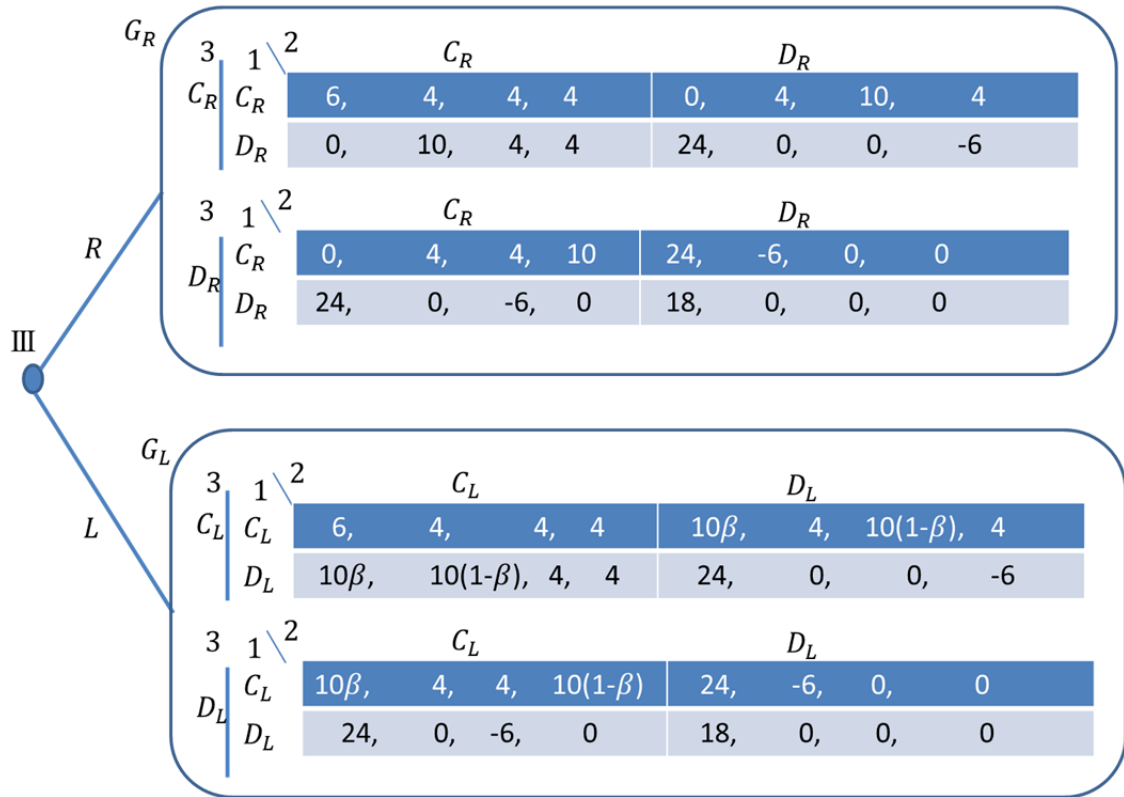 G_R
3 1 2 C_R D_R
C_R C_R 6, 4, 4, 4 0, 4, 10, 4
D_R 0, 10, 4, 4 24, 0, 0, -6
3 1 2 C_R D_R
D_R C_R 0, 4, 4, 10 24, -6, 0, 0
D_R 24, 0, -6, 0 18, 0, 0, 0
R
III
L
G_L
3 1 2 C_L D_L
C_L C_L 6, 4, 4, 4 10β, 4, 10(1-β), 4
D_L 10β, 10(1-β), 4, 4 24, 0, 0, -6
3 1 2 C_L D_L
D_L C_L 10β, 4, 4, 10(1-β) 24, -6, 0, 0
D_L 24, 0, -6, 0 18, 0, 0, 0